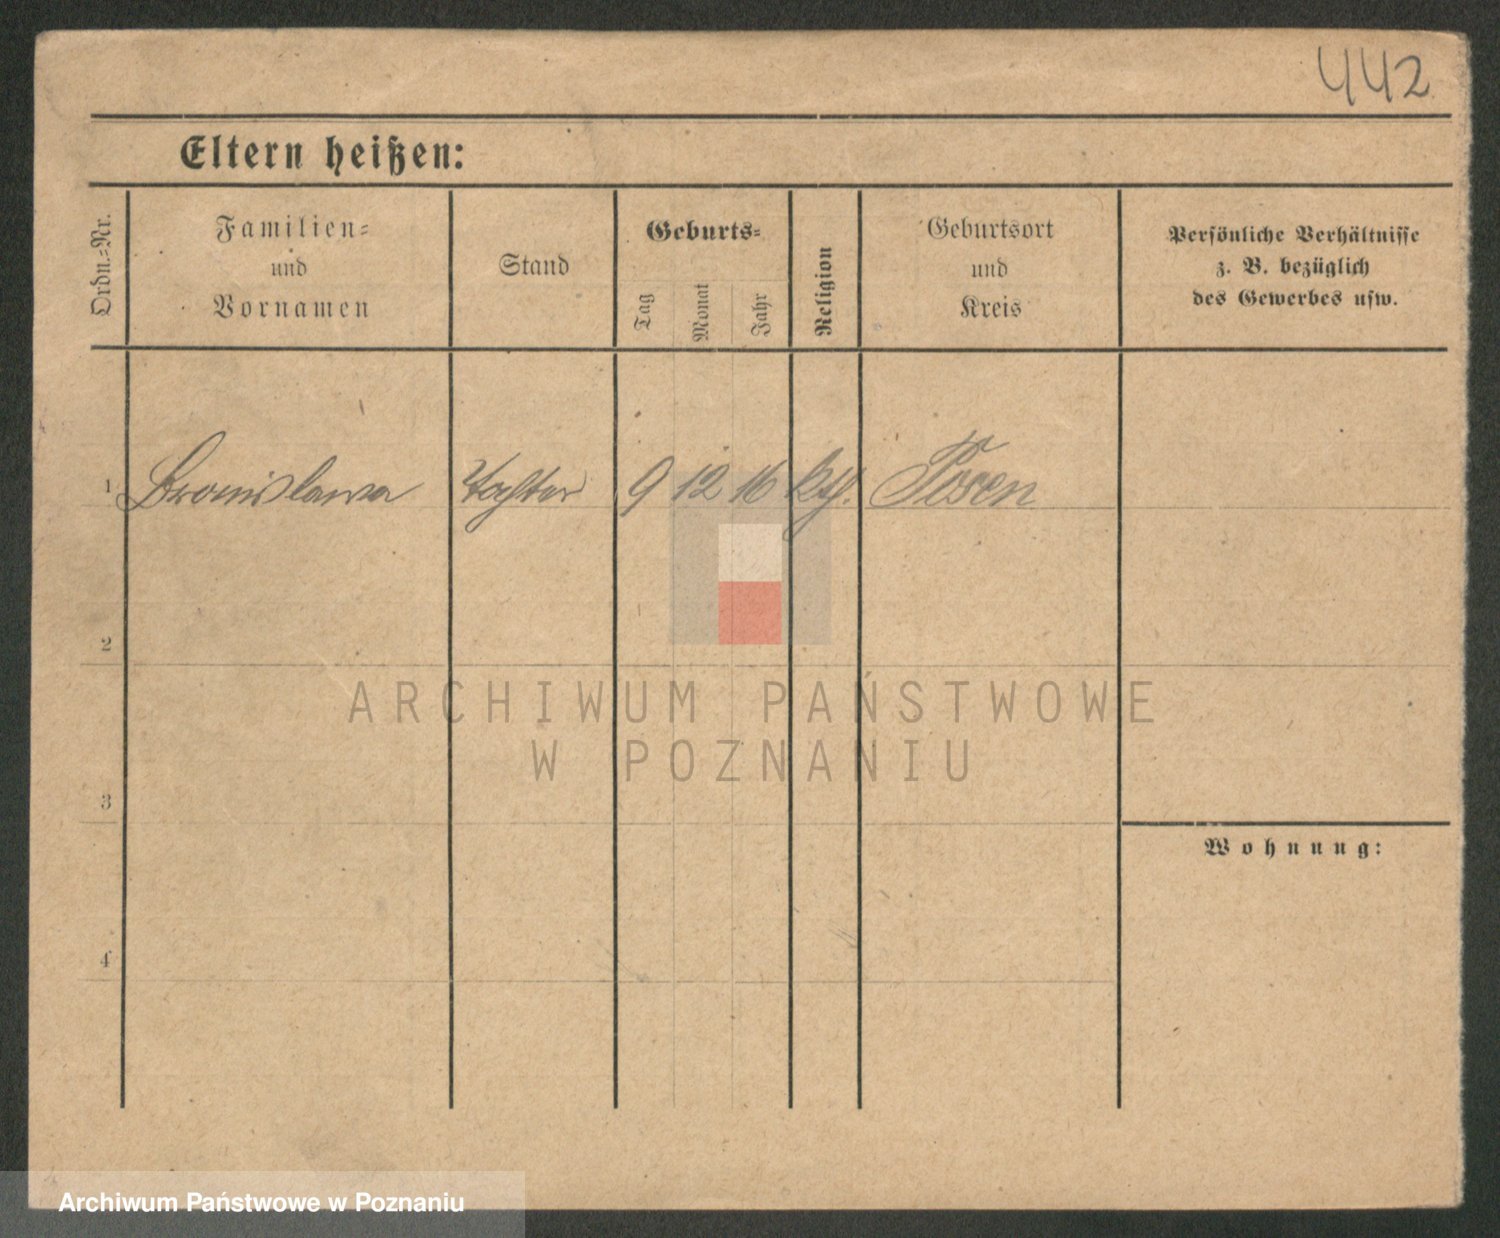 442
Eltern heißen:
Ordn.-Nr.
Familien-
und
Vornamen
Stand
Geburts-
Tag
Monat
Jahr
Religion
Geburtsort
und
Kreis
Persönliche Verhältnisse
z. B. bezüglich
des Gewerbes usw.
1 Bronislawa Tochter 9 12 16 kth. Posen
2
ARCHIWUM PAŃSTWOWE
W POZNANIU
3
Wohnung:
4
Archiwum Państwowe w Poznaniu